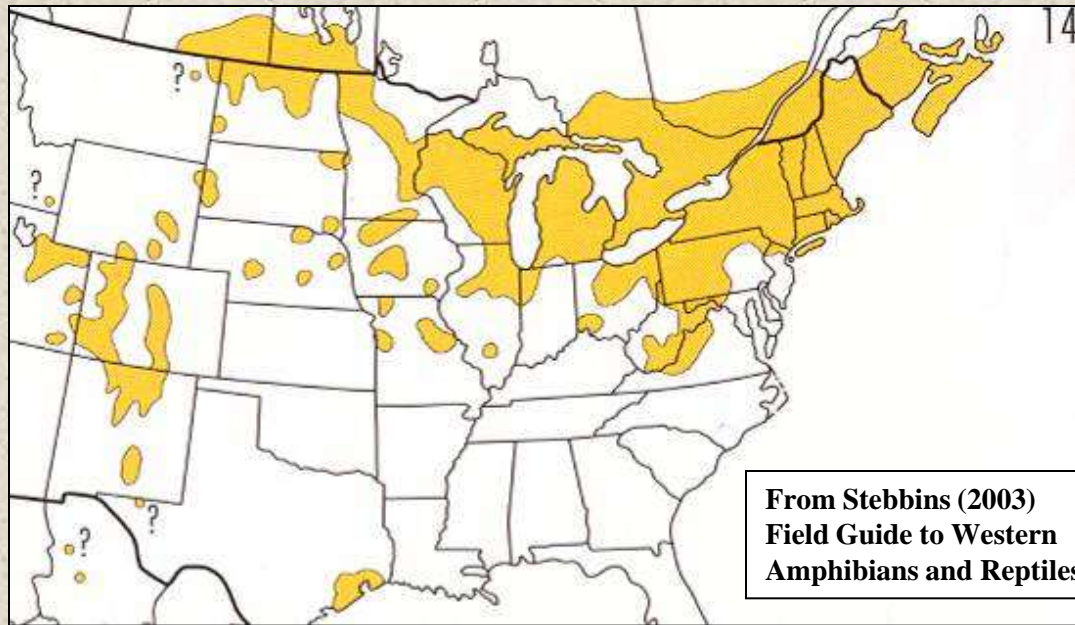 14
?
?
?
?
From Stebbins (2003)
Field Guide to Western
Amphibians and Reptiles